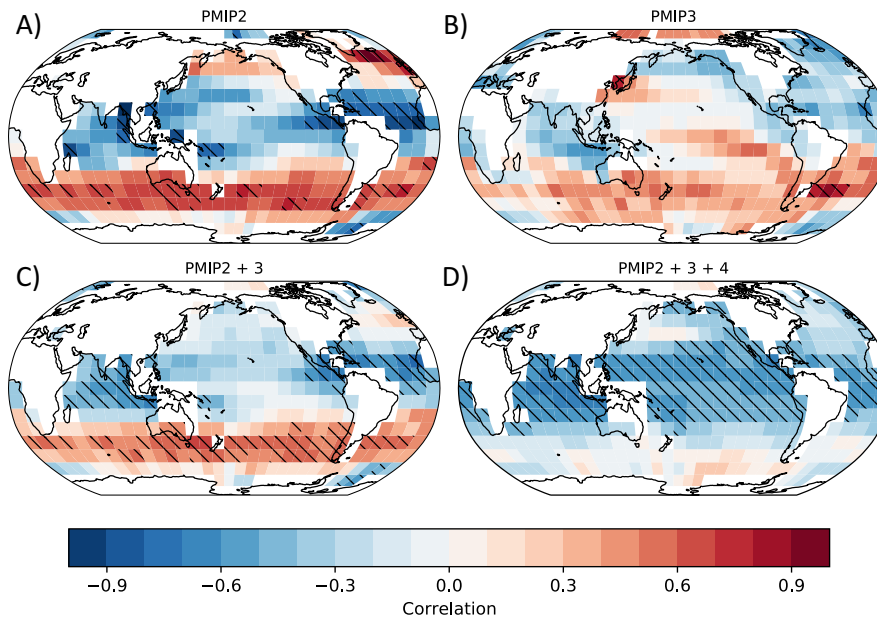 A) PMIP2
B) PMIP3
C) PMIP2 + 3
D) PMIP2 + 3 + 4
−0.9 −0.6 −0.3 0.0 0.3 0.6 0.9
Correlation